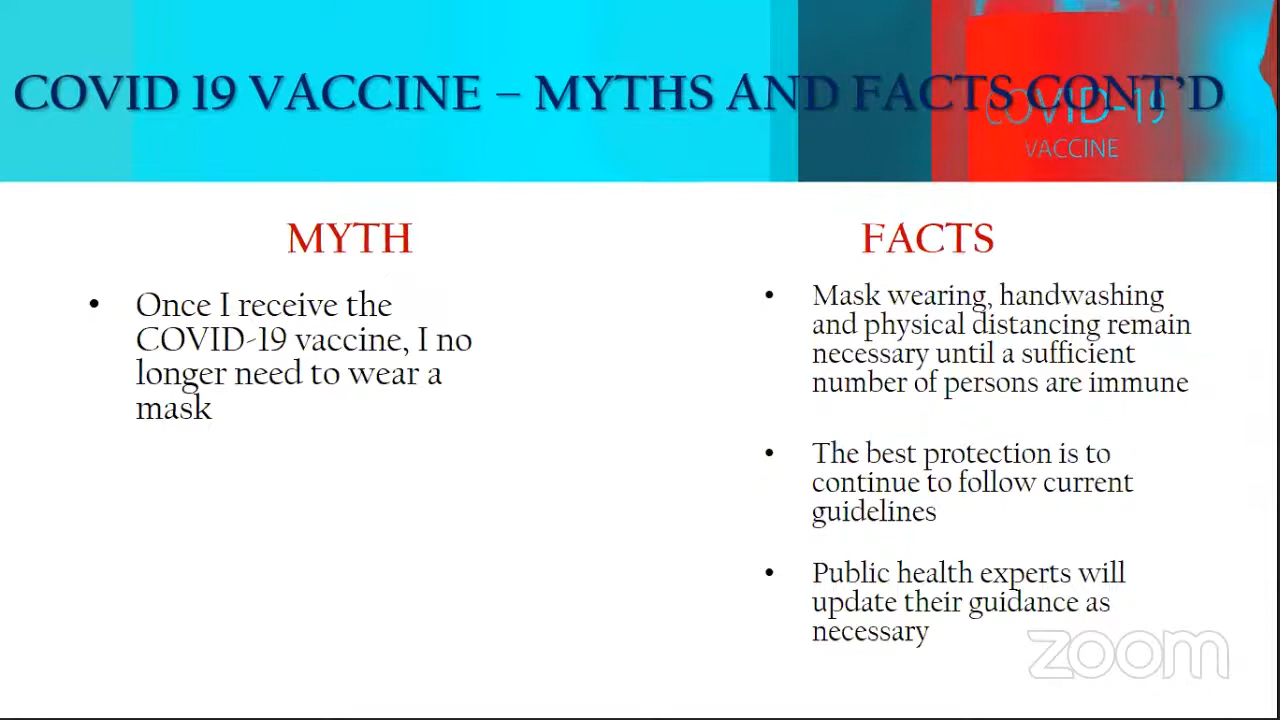 COVID 19 VACCINE – MYTHS AND FACTS CONT’D
COVID-19
VACCINE
MYTH
• Once I receive the
COVID-19 vaccine, I no
longer need to wear a
mask
FACTS
• Mask wearing, handwashing
and physical distancing remain
necessary until a sufficient
number of persons are immune
• The best protection is to
continue to follow current
guidelines
• Public health experts will
update their guidance as
necessary
zoom